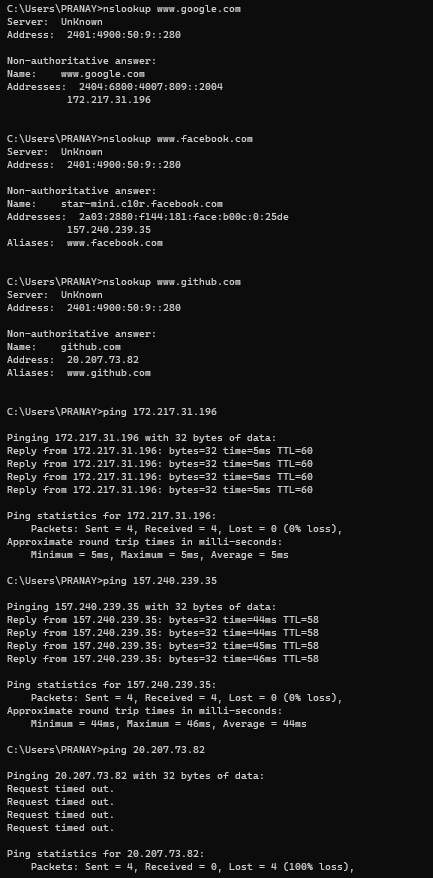 C:\Users\PRANAY>nslookup www.google.com
Server:  UnKnown
Address:  2401:4900:50:9::280

Non-authoritative answer:
Name:    www.google.com
Addresses:  2404:6800:4007:809::2004
          172.217.31.196


C:\Users\PRANAY>nslookup www.facebook.com
Server:  UnKnown
Address:  2401:4900:50:9::280

Non-authoritative answer:
Name:    star-mini.c10r.facebook.com
Addresses:  2a03:2880:f144:181:face:b00c:0:25de
          157.240.239.35
Aliases:  www.facebook.com


C:\Users\PRANAY>nslookup www.github.com
Server:  UnKnown
Address:  2401:4900:50:9::280

Non-authoritative answer:
Name:    github.com
Address:  20.207.73.82
Aliases:  www.github.com


C:\Users\PRANAY>ping 172.217.31.196

Pinging 172.217.31.196 with 32 bytes of data:
Reply from 172.217.31.196: bytes=32 time=5ms TTL=60
Reply from 172.217.31.196: bytes=32 time=5ms TTL=60
Reply from 172.217.31.196: bytes=32 time=5ms TTL=60
Reply from 172.217.31.196: bytes=32 time=5ms TTL=60

Ping statistics for 172.217.31.196:
    Packets: Sent = 4, Received = 4, Lost = 0 (0% loss),
Approximate round trip times in milli-seconds:
    Minimum = 5ms, Maximum = 5ms, Average = 5ms

C:\Users\PRANAY>ping 157.240.239.35

Pinging 157.240.239.35 with 32 bytes of data:
Reply from 157.240.239.35: bytes=32 time=44ms TTL=58
Reply from 157.240.239.35: bytes=32 time=44ms TTL=58
Reply from 157.240.239.35: bytes=32 time=45ms TTL=58
Reply from 157.240.239.35: bytes=32 time=46ms TTL=58

Ping statistics for 157.240.239.35:
    Packets: Sent = 4, Received = 4, Lost = 0 (0% loss),
Approximate round trip times in milli-seconds:
    Minimum = 44ms, Maximum = 46ms, Average = 44ms

C:\Users\PRANAY>ping 20.207.73.82

Pinging 20.207.73.82 with 32 bytes of data:
Request timed out.
Request timed out.
Request timed out.
Request timed out.

Ping statistics for 20.207.73.82:
    Packets: Sent = 4, Received = 0, Lost = 4 (100% loss),